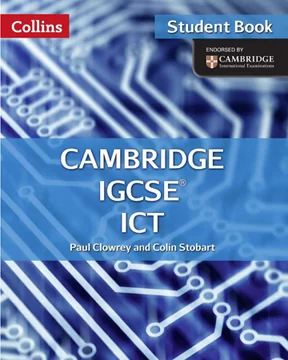 Collins
Student Book
ENDORSED BY
CAMBRIDGE
International Examinations
CAMBRIDGE
IGCSE®
ICT
Paul Clowrey and Colin Stobart